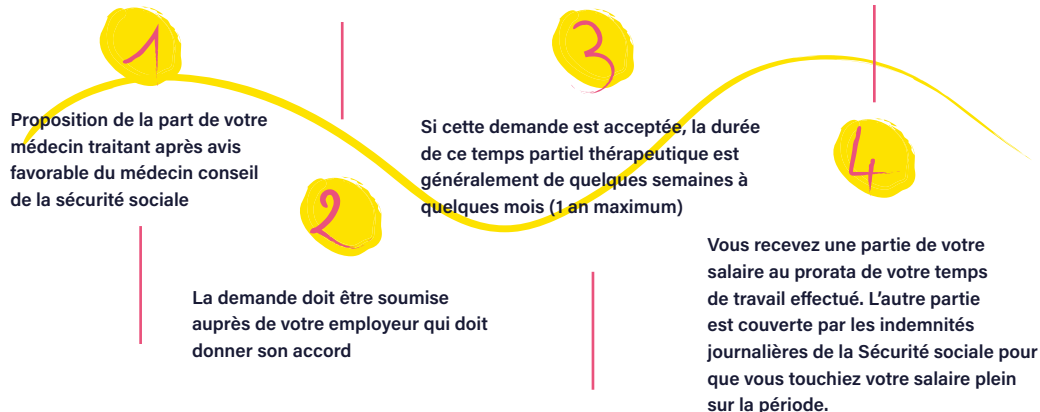 1
Proposition de la part de votre
médecin traitant après avis
favorable du médecin conseil
de la sécurité sociale
2
La demande doit être soumise
auprès de votre employeur qui doit
donner son accord
3
Si cette demande est acceptée, la durée
de ce temps partiel thérapeutique est
généralement de quelques semaines à
quelques mois (1 an maximum)
4
Vous recevez une partie de votre
salaire au prorata de votre temps
de travail effectué. L’autre partie
est couverte par les indemnités
journalières de la Sécurité sociale pour
que vous touchiez votre salaire plein
sur la période.